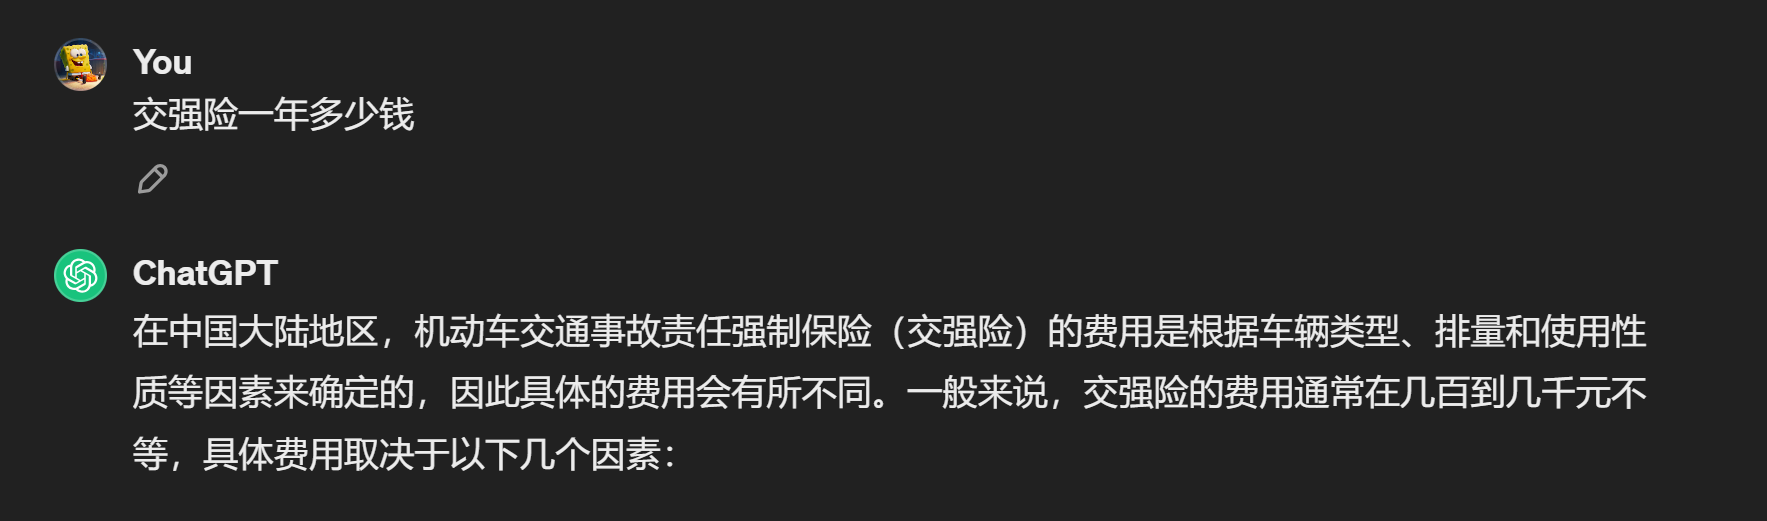 You
交强险一年多少钱
ChatGPT
在中国大陆地区，机动车交通事故责任强制保险（交强险）的费用是根据车辆类型、排量和使用性
质等因素来确定的，因此具体的费用会有所不同。一般来说，交强险的费用通常在几百到几千元不
等，具体费用取决于以下几个因素：